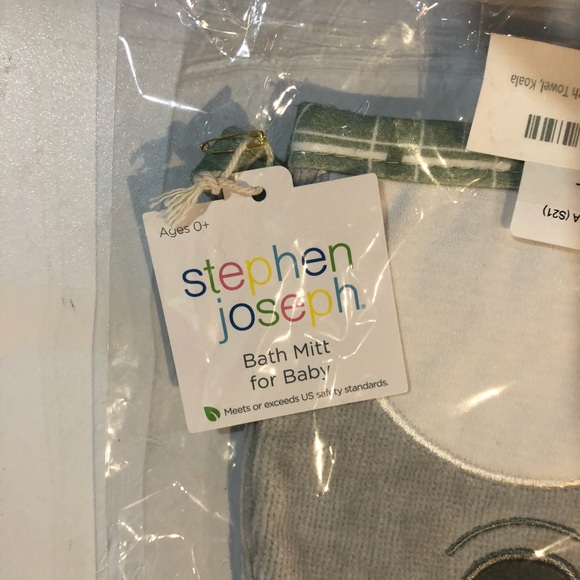 Ages 0+
stephen
joseph.
Bath Mitt
for Baby
Meets or exceeds US safety standards.
Towel, Koala
A (S21)